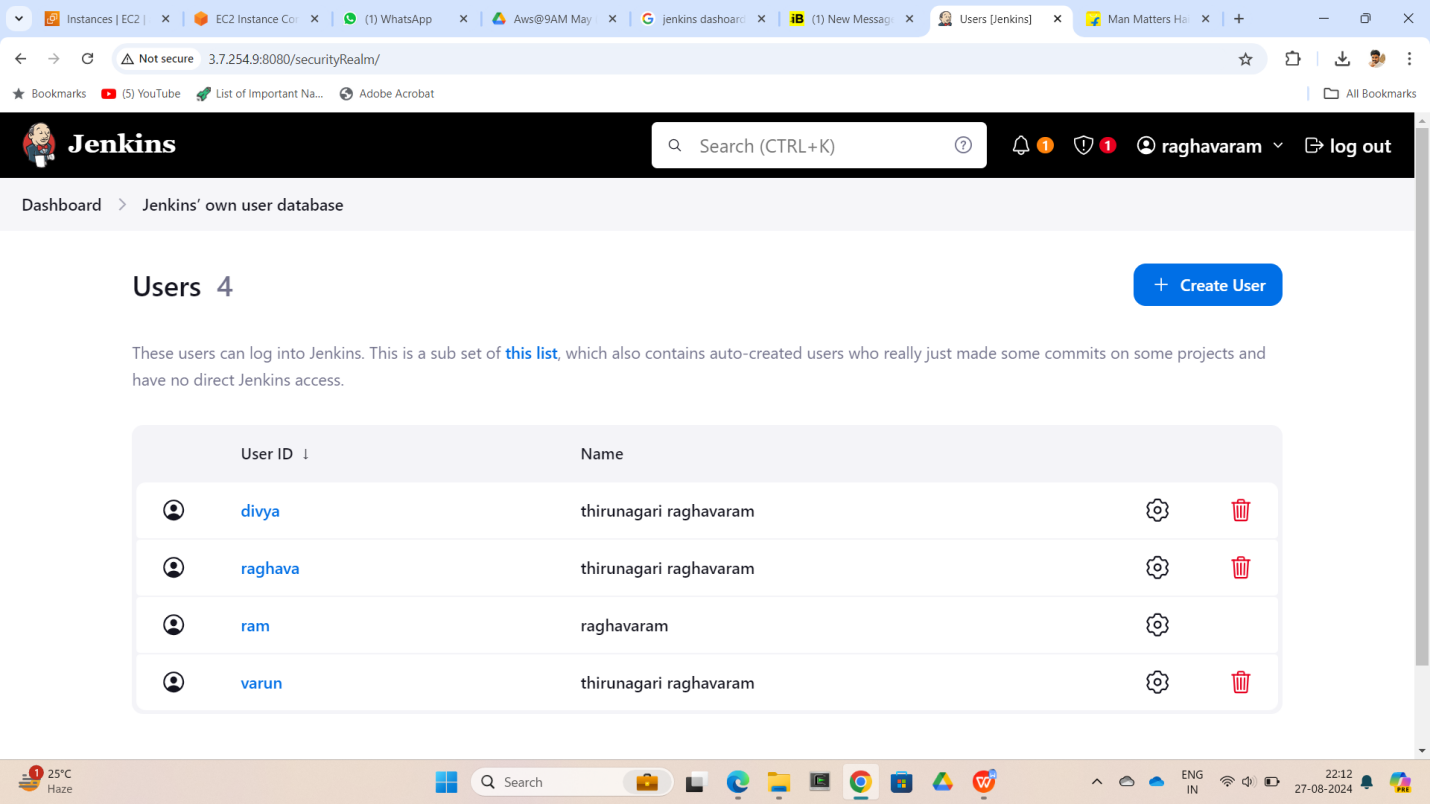 Instances | EC2 |
EC2 Instance Con
(1) WhatsApp
Aws@9AM May
jenkins dashoard
iB
(1) New Message
Users [Jenkins]
Man Matters Ha
Not secure
3.7.254.9:8080/securityRealm/
Bookmarks
(5) YouTube
List of Important Na...
Adobe Acrobat
All Bookmarks
Jenkins
Search (CTRL+K)
?
1
1
raghavaram
log out
Dashboard
Jenkins' own user database
Users 4
+ Create User
These users can log into Jenkins. This is a sub set of this list, which also contains auto-created users who really just made some commits on some projects and
have no direct Jenkins access.
User ID ↓ Name
divya thirunagari raghavaram
raghava thirunagari raghavaram
ram raghavaram
varun thirunagari raghavaram
1
25°C
Haze
Search
ENG
IN
22:12
27-08-2024
PRE